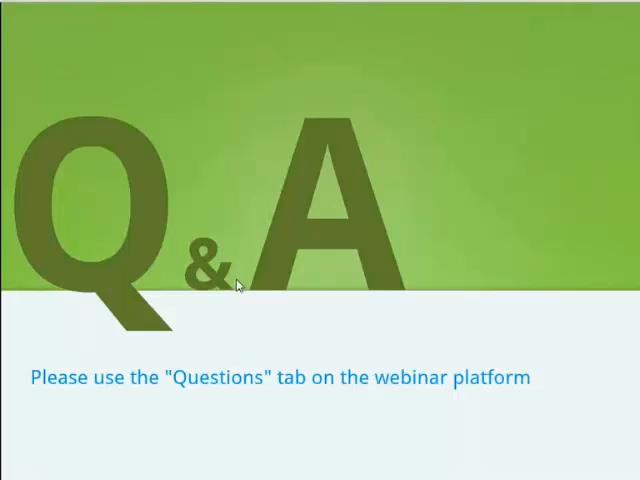 Q & A
Please use the "Questions" tab on the webinar platform